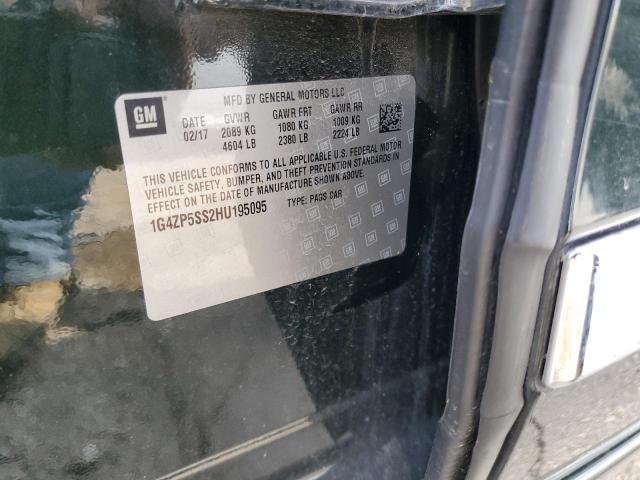 GM
MFD BY GENERAL MOTORS LLC
DATE GVWR GAWR FRT GAWR RR
02/17 2089 KG 1080 KG 1009 KG
4604 LB 2380 LB 2224 LB
THIS VEHICLE CONFORMS TO ALL APPLICABLE U.S. FEDERAL MOTOR
VEHICLE SAFETY, BUMPER, AND THEFT PREVENTION STANDARDS IN
EFFECT ON THE DATE OF MANUFACTURE SHOWN ABOVE.
1G4ZP5SS2HU195095 TYPE: PASS CAR